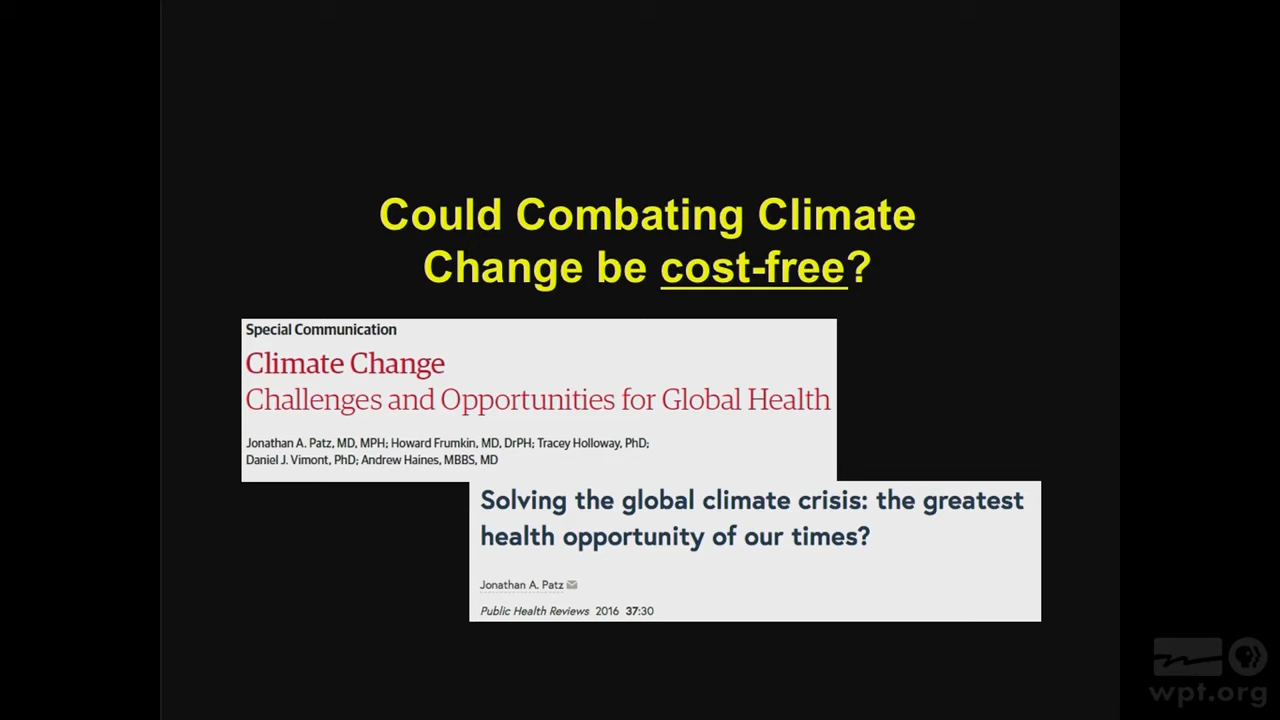 Could Combating Climate
Change be cost-free?
Special Communication
Climate Change
Challenges and Opportunities for Global Health
Jonathan A. Patz, MD, MPH; Howard Frumkin, MD, DrPH; Tracey Holloway, PhD;
Daniel J. Vimont, PhD; Andrew Haines, MBBS, MD
Solving the global climate crisis: the greatest
health opportunity of our times?
Jonathan A. Patz
Public Health Reviews 2016 37:30
wpt.org